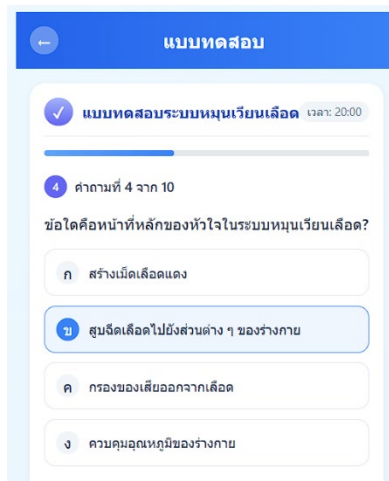 แบบทดสอบ
แบบทดสอบระบบหมุนเวียนเลือด เวลา: 20:00
4 คำถามที่ 4 จาก 10
ข้อใดคือหน้าที่หลักของหัวใจในระบบหมุนเวียนเลือด?
ก สร้างเม็ดเลือดแดง
ข สูบฉีดเลือดไปยังส่วนต่าง ๆ ของร่างกาย
ค กรองของเสียออกจากเลือด
ง ควบคุมอุณหภูมิของร่างกาย